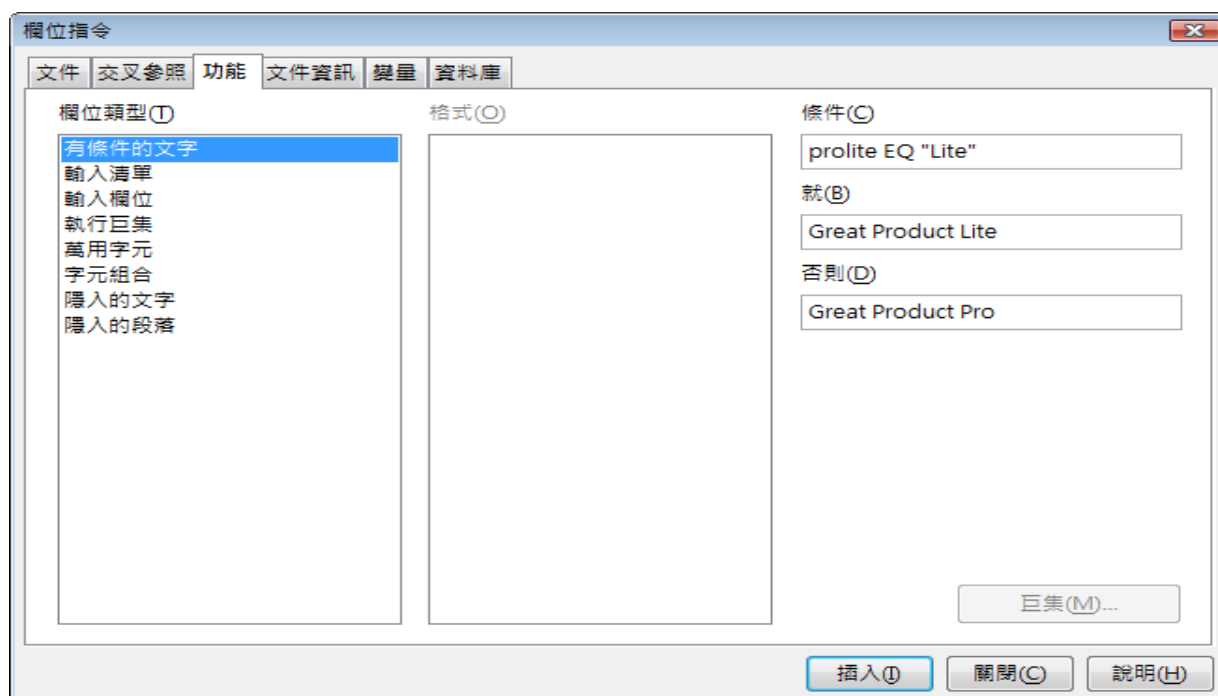 欄位指令
文件 交叉參照 功能 文件資訊 變量 資料庫
欄位類型(T)
有條件的文字
輸入清單
輸入欄位
執行巨集
萬用字元
字元組合
隱入的文字
隱入的段落
格式(O)
條件(C)
prolite EQ "Lite"
就(B)
Great Product Lite
否則(D)
Great Product Pro
巨集(M)...
插入(I) 關閉(C) 說明(H)